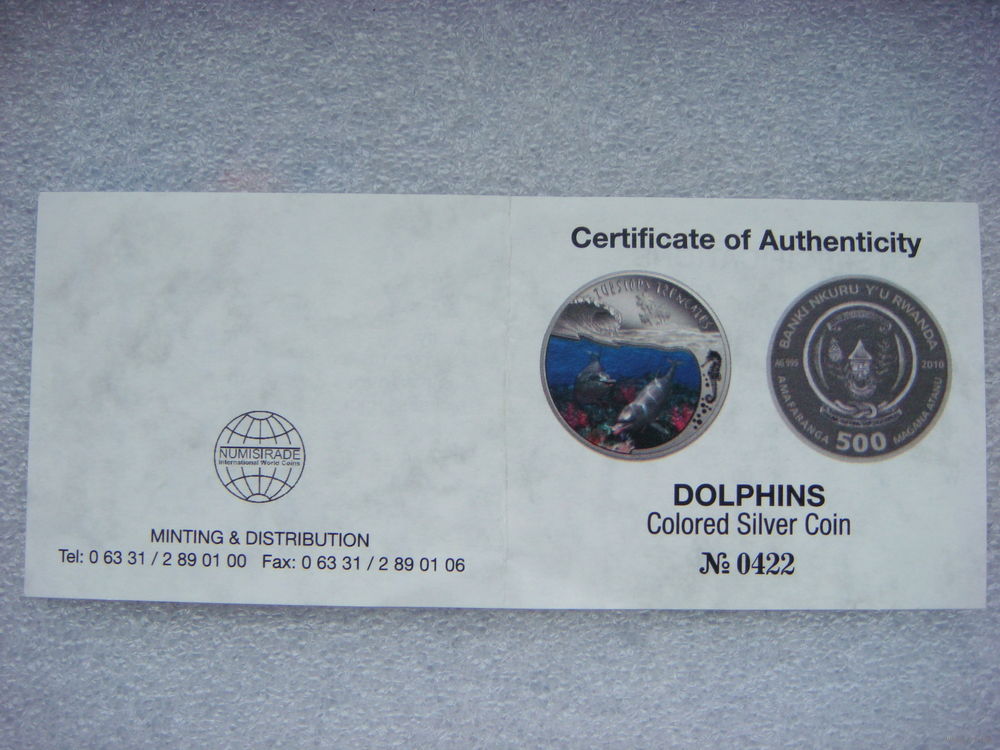 NUMISTRADE
International World Coins
MINTING & DISTRIBUTION
Tel: 0 63 31 / 2 89 01 00 Fax: 0 63 31 / 2 89 01 06
Certificate of Authenticity
TURSIOPS TRUNCATUS
BANKI NKURU Y'U RWANDA
AG 999 2010
AMAFARANGA 500 MAGANA ATANU
DOLPHINS
Colored Silver Coin
№ 0422